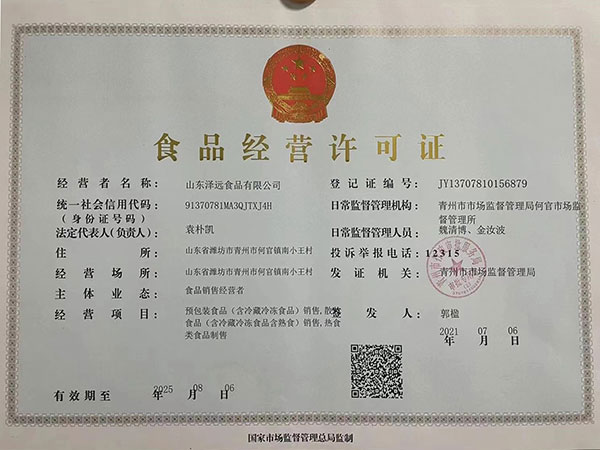 食品经营许可证
经营者名称： 山东泽远食品有限公司
登记证编号： JY13707810156879
统一社会信用代码： 91370781MA3QJTXJ4H
(身份证号码)
日常监督管理机构： 青州市市场监督管理局何官市场监
督管理所
法定代表人(负责人)： 袁朴凯
日常监督管理人员： 魏清博、金汝波
住所： 山东省潍坊市青州市何官镇南小王村
投诉举报电话：12315
经营场所： 山东省潍坊市青州市何官镇南小王村
发证机关： 青州市市场监督管理局
主体业态： 食品销售经营者
经营项目： 预包装食品（含冷藏冷冻食品）销售,散装
食品（含冷藏冷冻食品含熟食）销售,热食
类食品制售
签发人： 郭楹
2021 年 07 月 06 日
有效期至 2025 年 08 月 06 日
国家市场监督管理总局监制